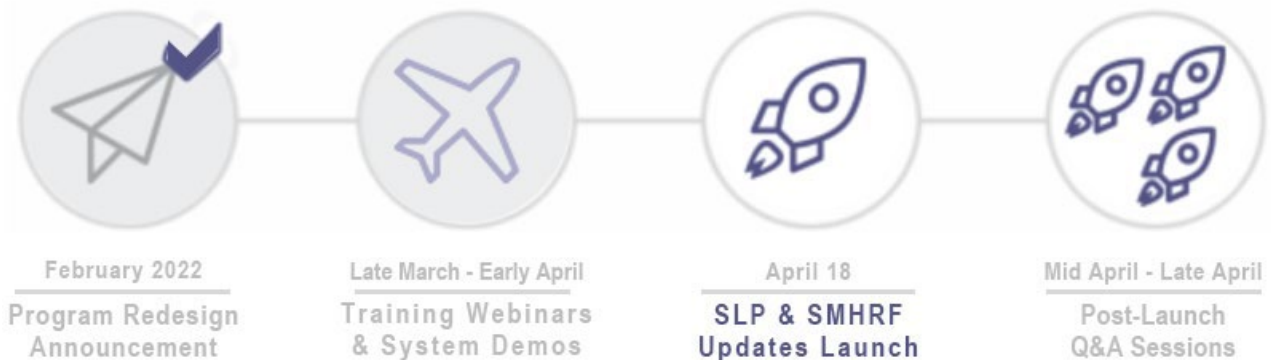 February 2022
Program Redesign
Announcement
Late March - Early April
Training Webinars
& System Demos
April 18
SLP & SMHRF
Updates Launch
Mid April - Late April
Post-Launch
Q&A Sessions